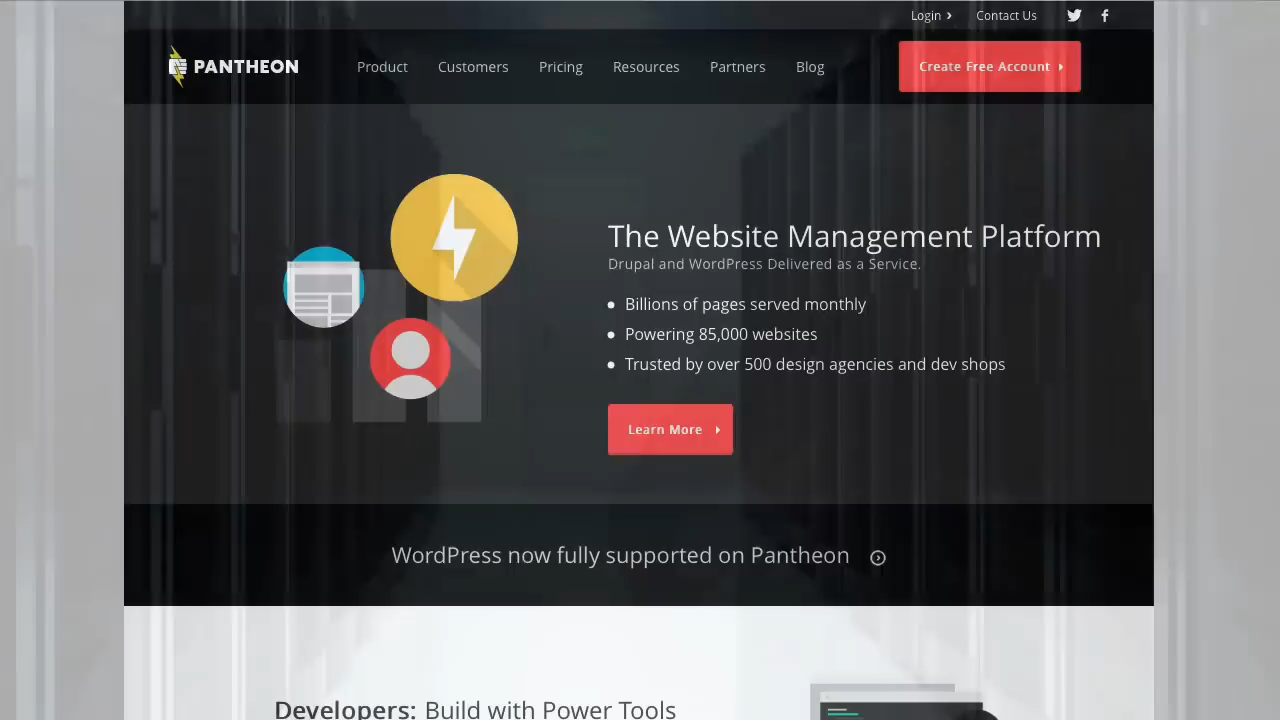 Login
Contact Us
PANTHEON
Product
Customers
Pricing
Resources
Partners
Blog
Create Free Account
The Website Management Platform
Drupal and WordPress Delivered as a Service.
Billions of pages served monthly
Powering 85,000 websites
Trusted by over 500 design agencies and dev shops
Learn More
WordPress now fully supported on Pantheon
Developers: Build with Power Tools